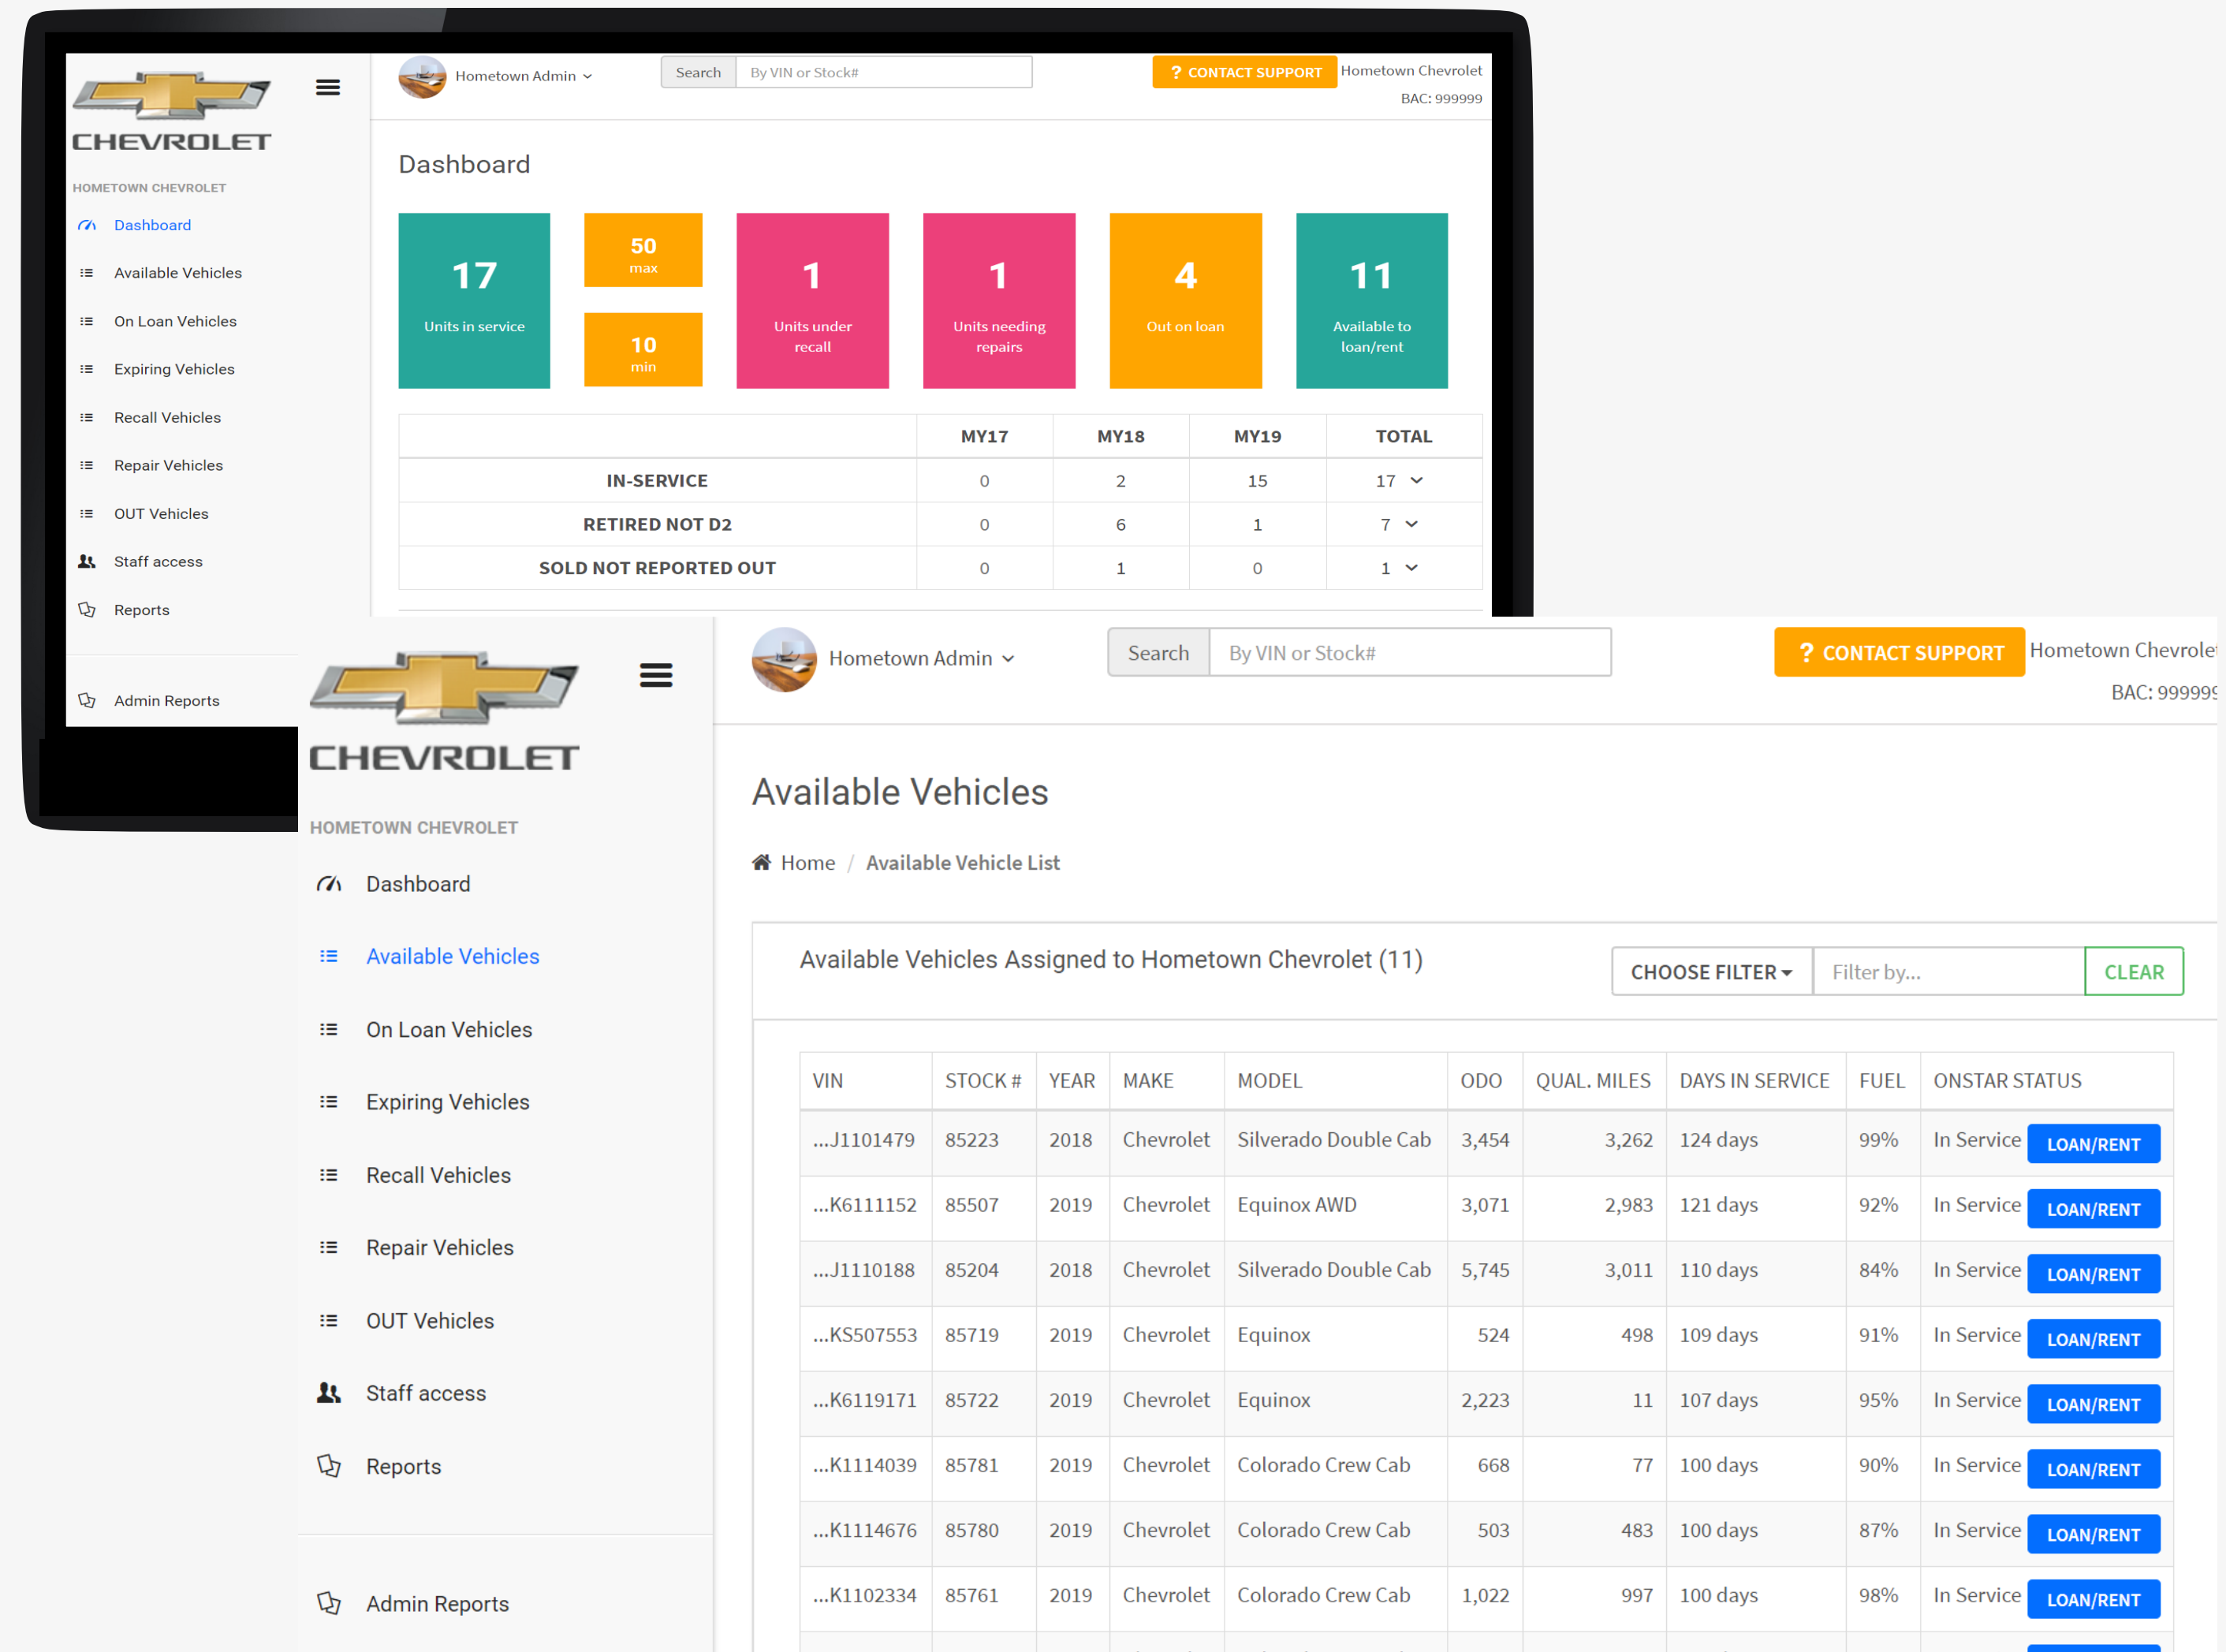 CHEVROLET
Hometown Admin
Search By VIN or Stock#
? CONTACT SUPPORT
Hometown Chevrolet
BAC: 999999
HOMETOWN CHEVROLET
Dashboard
Available Vehicles
On Loan Vehicles
Expiring Vehicles
Recall Vehicles
Repair Vehicles
OUT Vehicles
Staff access
Reports
Admin Reports
Dashboard
17
Units in service
50
max
10
min
1
Units under
recall
1
Units needing
repairs
4
Out on loan
11
Available to
loan/rent
MY17 MY18 MY19 TOTAL
IN-SERVICE 0 2 15 17
RETIRED NOT D2 0 6 1 7
SOLD NOT REPORTED OUT 0 1 0 1
CHEVROLET
Hometown Admin
Search By VIN or Stock#
? CONTACT SUPPORT
Hometown Chevrolet
BAC: 999999
HOMETOWN CHEVROLET
Dashboard
Available Vehicles
On Loan Vehicles
Expiring Vehicles
Recall Vehicles
Repair Vehicles
OUT Vehicles
Staff access
Reports
Admin Reports
Available Vehicles
Home / Available Vehicle List
Available Vehicles Assigned to Hometown Chevrolet (11)
CHOOSE FILTER Filter by... CLEAR
VIN STOCK # YEAR MAKE MODEL ODO QUAL. MILES DAYS IN SERVICE FUEL ONSTAR STATUS
...J1101479 85223 2018 Chevrolet Silverado Double Cab 3,454 3,262 124 days 99% In Service LOAN/RENT
...K6111152 85507 2019 Chevrolet Equinox AWD 3,071 2,983 121 days 92% In Service LOAN/RENT
...J1110188 85204 2018 Chevrolet Silverado Double Cab 5,745 3,011 110 days 84% In Service LOAN/RENT
...KS507553 85719 2019 Chevrolet Equinox 524 498 109 days 91% In Service LOAN/RENT
...K6119171 85722 2019 Chevrolet Equinox 2,223 11 107 days 95% In Service LOAN/RENT
...K1114039 85781 2019 Chevrolet Colorado Crew Cab 668 77 100 days 90% In Service LOAN/RENT
...K1114676 85780 2019 Chevrolet Colorado Crew Cab 503 483 100 days 87% In Service LOAN/RENT
...K1102334 85761 2019 Chevrolet Colorado Crew Cab 1,022 997 100 days 98% In Service LOAN/RENT